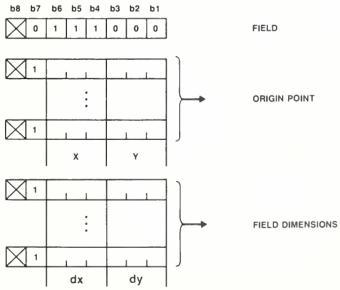 b8 b7 b6 b5 b4 b3 b2 b1
0 1 1 1 0 0 0 FIELD
1
ORIGIN POINT
1
X Y
1
FIELD DIMENSIONS
1
dx dy